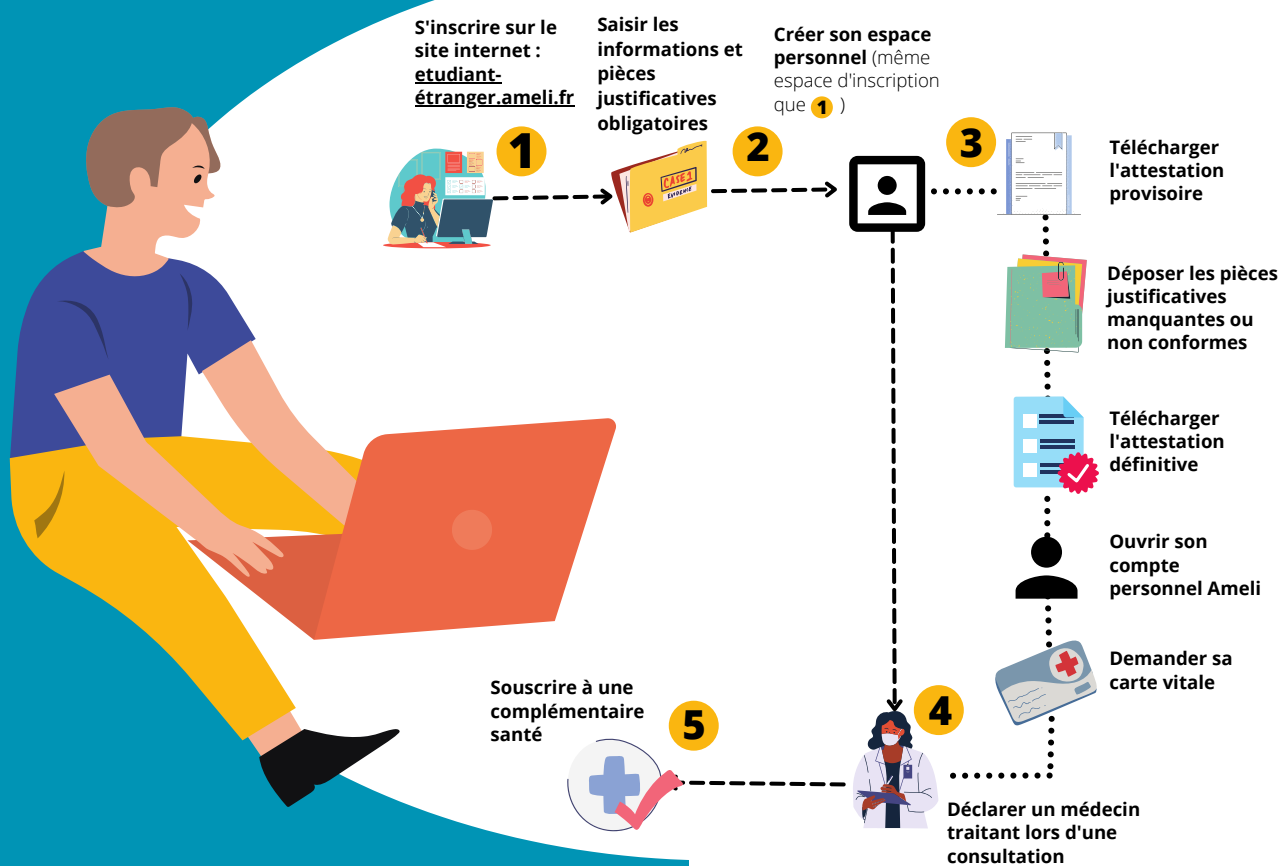 S'inscrire sur le
site internet :
etudiant-
étranger.ameli.fr
1
Saisir les
informations et
pièces
justificatives
obligatoires
CASE 1
EVIDENCE
2
Créer son espace
personnel (même
espace d'inscription
que 1 )
3
Télécharger
l'attestation
provisoire
Déposer les pièces
justificatives
manquantes ou
non conformes
Télécharger
l'attestation
définitive
Ouvrir son
compte
personnel Ameli
Demander sa
carte vitale
4
Déclarer un médecin
traitant lors d'une
consultation
Souscrire à une
complémentaire
santé
5